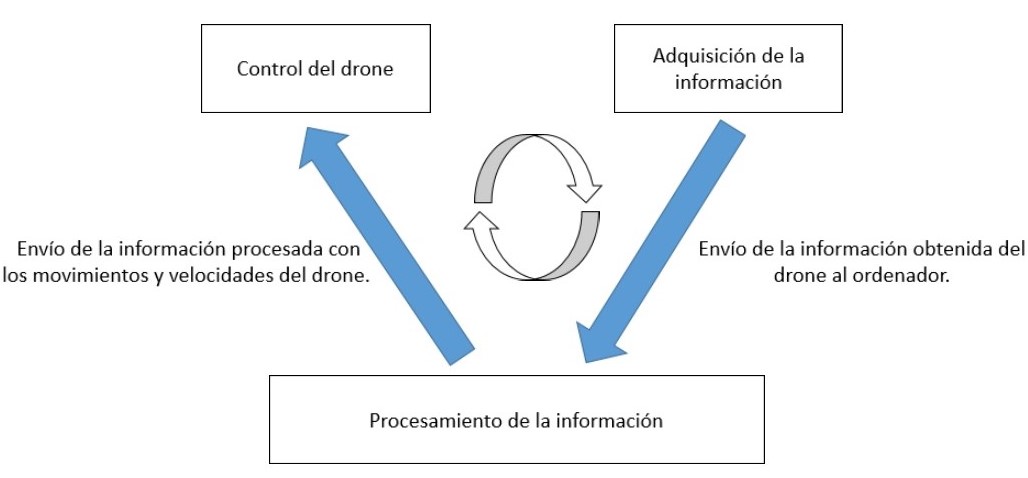 Control del drone
Adquisición de la
información
Envío de la información procesada con
los movimientos y velocidades del drone.
Envío de la información obtenida del
drone al ordenador.
Procesamiento de la información